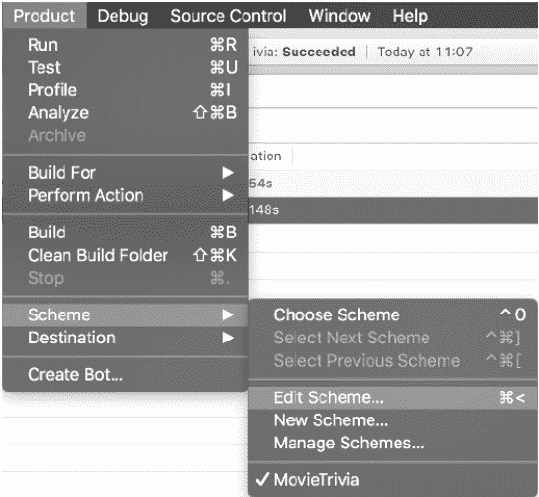 Product Debug Source Control Window Help
Run ⌘R
Test ⌘U
Profile ⌘I
Analyze ⇧⌘B
Archive
Build For ▶
Perform Action ▶
Build ⌘B
Clean Build Folder ⇧⌘K
Stop ⌘.
Scheme ▶
Destination ▶
Create Bot...
ivia: Succeeded | Today at 11:07
ation
54s
148s
Choose Scheme ^0
Select Next Scheme ^⌘]
Select Previous Scheme ^⌘[
Edit Scheme... ⌘<
New Scheme...
Manage Schemes...
✓ MovieTrivia